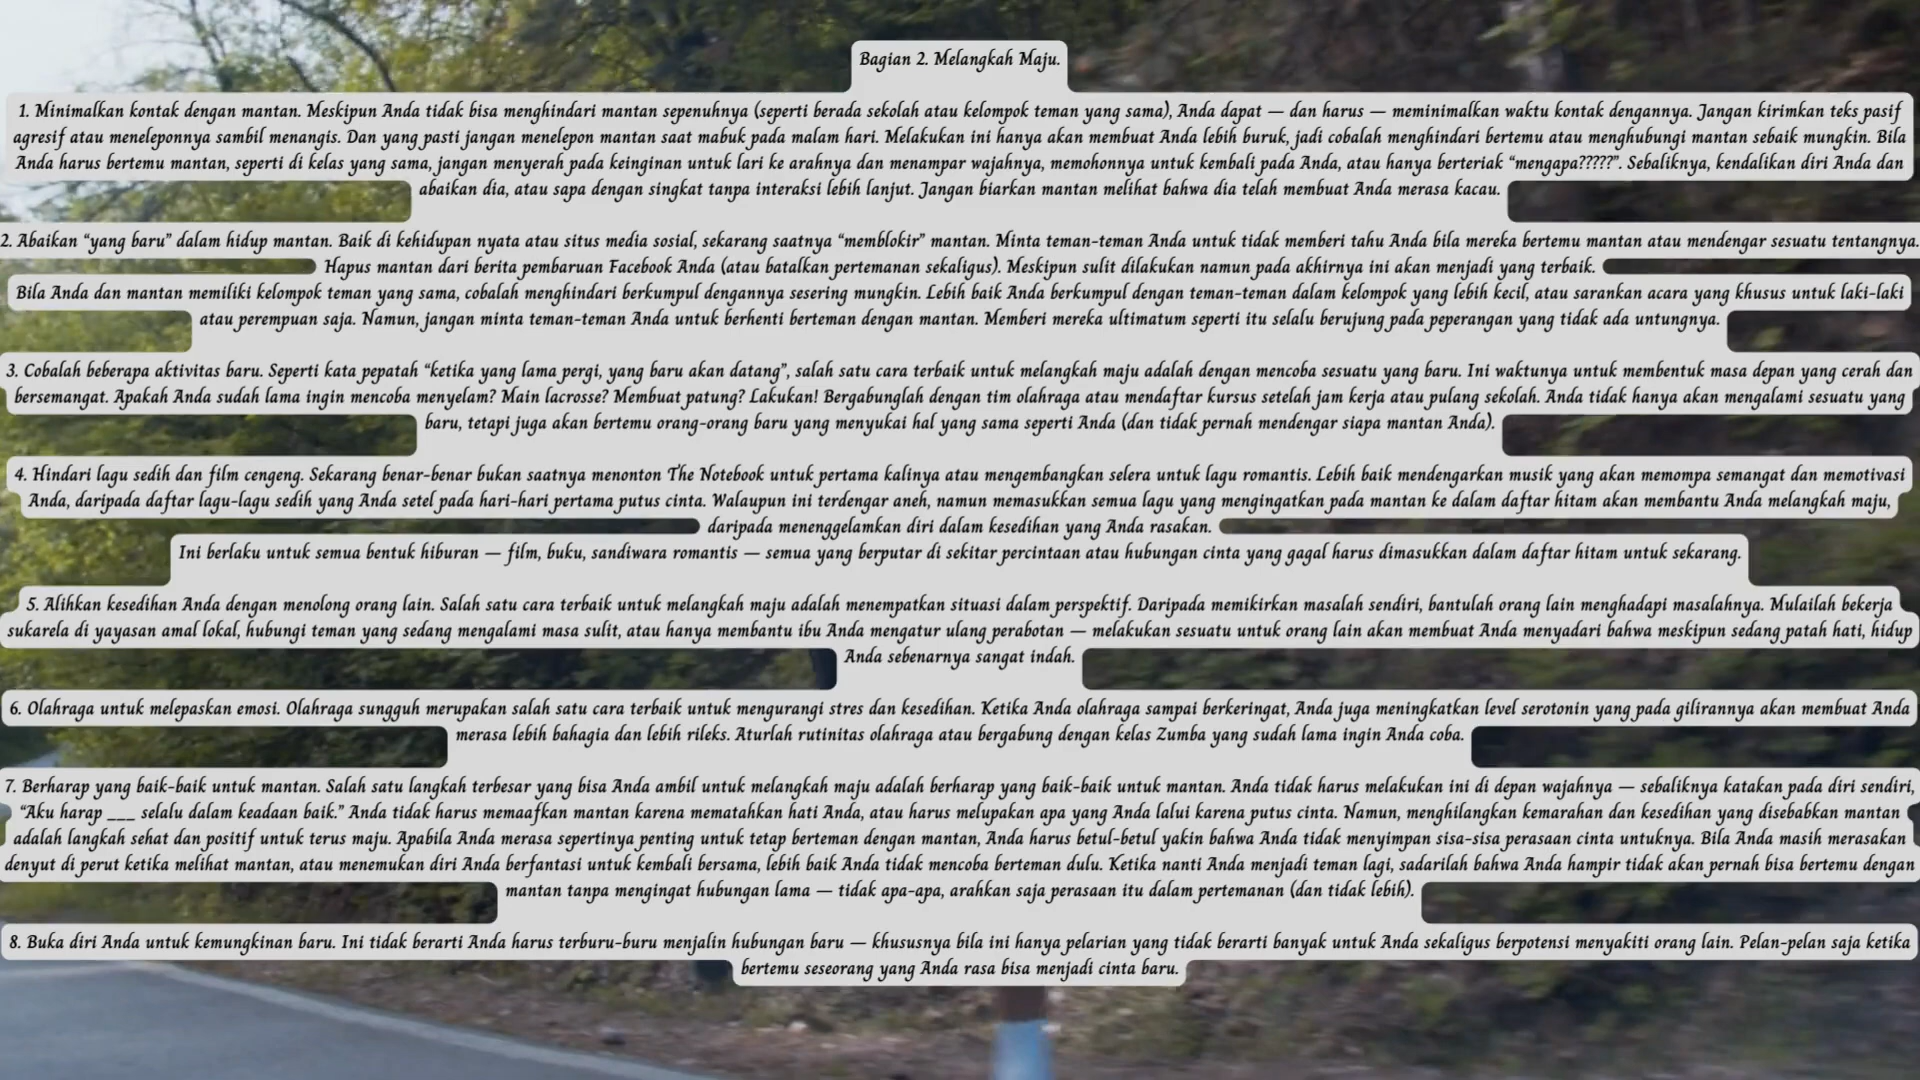 Bagian 2. Melangkah Maju.
1. Minimalkan kontak dengan mantan. Meskipun Anda tidak bisa menghindari mantan sepenuhnya (seperti berada sekolah atau kelompok teman yang sama), Anda dapat — dan harus — meminimalkan waktu kontak dengannya. Jangan kirimkan teks pasif
agresif atau meneleponnya sambil menangis. Dan yang pasti jangan menelepon mantan saat mabuk pada malam hari. Melakukan ini hanya akan membuat Anda lebih buruk, jadi cobalah menghindari bertemu atau menghubungi mantan sebaik mungkin. Bila
Anda harus bertemu mantan, seperti di kelas yang sama, jangan menyerah pada keinginan untuk lari ke arahnya dan menampar wajahnya, memohonnya untuk kembali pada Anda, atau hanya berteriak “mengapa?????”. Sebaliknya, kendalikan diri Anda dan
abaikan dia, atau sapa dengan singkat tanpa interaksi lebih lanjut. Jangan biarkan mantan melihat bahwa dia telah membuat Anda merasa kacau.
2. Abaikan “yang baru” dalam hidup mantan. Baik di kehidupan nyata atau situs media sosial, sekarang saatnya “memblokir” mantan. Minta teman-teman Anda untuk tidak memberi tahu Anda bila mereka bertemu mantan atau mendengar sesuatu tentangnya.
Hapus mantan dari berita pembaruan Facebook Anda (atau batalkan pertemanan sekaligus). Meskipun sulit dilakukan namun pada akhirnya ini akan menjadi yang terbaik.
Bila Anda dan mantan memiliki kelompok teman yang sama, cobalah menghindari berkumpul dengannya sesering mungkin. Lebih baik Anda berkumpul dengan teman-teman dalam kelompok yang lebih kecil, atau sarankan acara yang khusus untuk laki-laki
atau perempuan saja. Namun, jangan minta teman-teman Anda untuk berhenti berteman dengan mantan. Memberi mereka ultimatum seperti itu selalu berujung pada peperangan yang tidak ada untungnya.
3. Cobalah beberapa aktivitas baru. Seperti kata pepatah “ketika yang lama pergi, yang baru akan datang”, salah satu cara terbaik untuk melangkah maju adalah dengan mencoba sesuatu yang baru. Ini waktunya untuk membentuk masa depan yang cerah dan
bersemangat. Apakah Anda sudah lama ingin mencoba menyelam? Main lacrosse? Membuat patung? Lakukan! Bergabunglah dengan tim olahraga atau mendaftar kursus setelah jam kerja atau pulang sekolah. Anda tidak hanya akan mengalami sesuatu yang
baru, tetapi juga akan bertemu orang-orang baru yang menyukai hal yang sama seperti Anda (dan tidak pernah mendengar siapa mantan Anda).
4. Hindari lagu sedih dan film cengeng. Sekarang benar-benar bukan saatnya menonton The Notebook untuk pertama kalinya atau mengembangkan selera untuk lagu romantis. Lebih baik mendengarkan musik yang akan memompa semangat dan memotivasi
Anda, daripada daftar lagu-lagu sedih yang Anda setel pada hari-hari pertama putus cinta. Walaupun ini terdengar aneh, namun memasukkan semua lagu yang mengingatkan pada mantan ke dalam daftar hitam akan membantu Anda melangkah maju,
daripada menenggelamkan diri dalam kesedihan yang Anda rasakan.
Ini berlaku untuk semua bentuk hiburan — film, buku, sandiwara romantis — semua yang berputar di sekitar percintaan atau hubungan cinta yang gagal harus dimasukkan dalam daftar hitam untuk sekarang.
5. Alihkan kesedihan Anda dengan menolong orang lain. Salah satu cara terbaik untuk melangkah maju adalah menempatkan situasi dalam perspektif. Daripada memikirkan masalah sendiri, bantulah orang lain menghadapi masalahnya. Mulailah bekerja
sukarela di yayasan amal lokal, hubungi teman yang sedang mengalami masa sulit, atau hanya membantu ibu Anda mengatur ulang perabotan — melakukan sesuatu untuk orang lain akan membuat Anda menyadari bahwa meskipun sedang patah hati, hidup
Anda sebenarnya sangat indah.
6. Olahraga untuk melepaskan emosi. Olahraga sungguh merupakan salah satu cara terbaik untuk mengurangi stres dan kesedihan. Ketika Anda olahraga sampai berkeringat, Anda juga meningkatkan level serotonin yang pada gilirannya akan membuat Anda
merasa lebih bahagia dan lebih rileks. Aturlah rutinitas olahraga atau bergabung dengan kelas Zumba yang sudah lama ingin Anda coba.
7. Berharap yang baik-baik untuk mantan. Salah satu langkah terbesar yang bisa Anda ambil untuk melangkah maju adalah berharap yang baik-baik untuk mantan. Anda tidak harus melakukan ini di depan wajahnya — sebaliknya katakan pada diri sendiri,
“Aku harap ___ selalu dalam keadaan baik.” Anda tidak harus memaafkan mantan karena mematahkan hati Anda, atau harus melupakan apa yang Anda lalui karena putus cinta. Namun, menghilangkan kemarahan dan kesedihan yang disebabkan mantan
adalah langkah sehat dan positif untuk terus maju. Apabila Anda merasa sepertinya penting untuk tetap berteman dengan mantan, Anda harus betul-betul yakin bahwa Anda tidak menyimpan sisa-sisa perasaan cinta untuknya. Bila Anda masih merasakan
denyut di perut ketika melihat mantan, atau menemukan diri Anda berfantasi untuk kembali bersama, lebih baik Anda tidak mencoba berteman dulu. Ketika nanti Anda menjadi teman lagi, sadarilah bahwa Anda hampir tidak akan pernah bisa bertemu dengan
mantan tanpa mengingat hubungan lama — tidak apa-apa, arahkan saja perasaan itu dalam pertemanan (dan tidak lebih).
8. Buka diri Anda untuk kemungkinan baru. Ini tidak berarti Anda harus terburu-buru menjalin hubungan baru — khususnya bila ini hanya pelarian yang tidak berarti banyak untuk Anda sekaligus berpotensi menyakiti orang lain. Pelan-pelan saja ketika
bertemu seseorang yang Anda rasa bisa menjadi cinta baru.